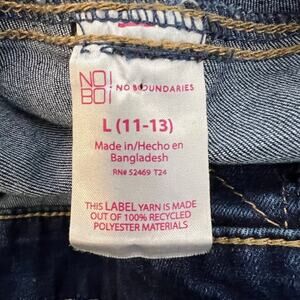 NO!
BO!
NO BOUNDARIES
L (11-13)
Made in/Hecho en
Bangladesh
RN# 52469 T24
THIS LABEL YARN IS MADE
OUT OF 100% RECYCLED
POLYESTER MATERIALS